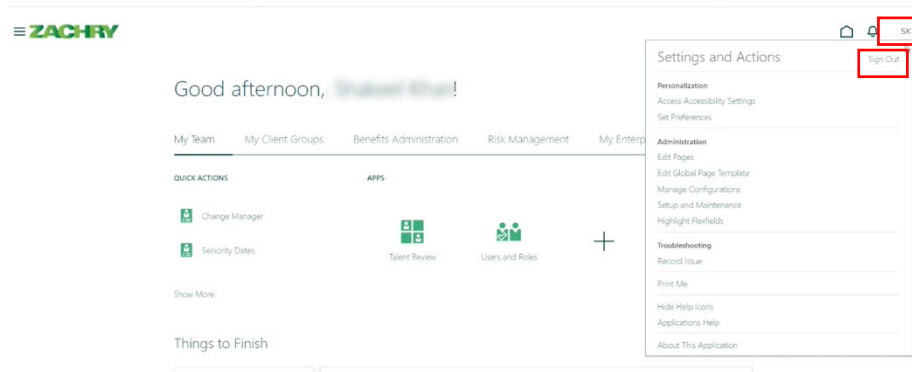 ZACHRY
SK
Good afternoon, !
My Team My Client Groups Benefits Administration Risk Management My Enterp
QUICK ACTIONS
APPS
Change Manager
Seniority Dates
Talent Review
Users and Roles
Show More
Things to Finish
Settings and Actions
Sign Out
Personalization
Access Accessibility Settings
Set Preferences
Administration
Edit Pages
Edit Global Page Template
Manage Configurations
Setup and Maintenance
Highlight Flexfields
Troubleshooting
Record Issue
Print Me
Hide Help Icons
Applications Help
About This Application